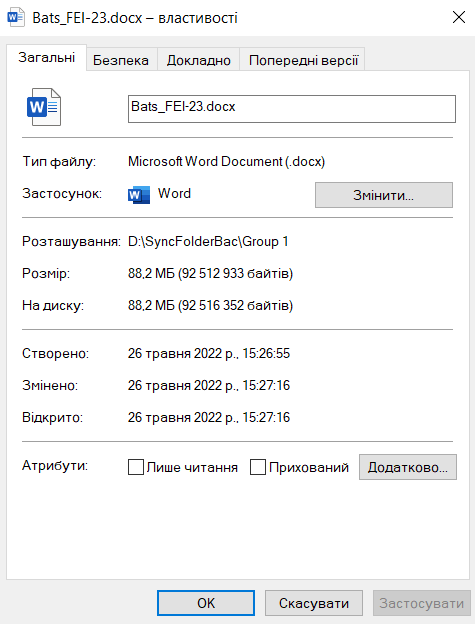 Bats_FEI-23.docx – властивості
Загальні Безпека Докладно Попередні версії
Bats_FEI-23.docx
Тип файлу: Microsoft Word Document (.docx)
Застосунок: Word Змінити...
Розташування: D:\SyncFolderBac\Group 1
Розмір: 88,2 МБ (92 512 933 байтів)
На диску: 88,2 МБ (92 516 352 байтів)
Створено: 26 травня 2022 р., 15:26:55
Змінено: 26 травня 2022 р., 15:27:16
Відкрито: 26 травня 2022 р., 15:27:16
Атрибути: Лише читання Прихований Додатково...
OK Скасувати Застосувати